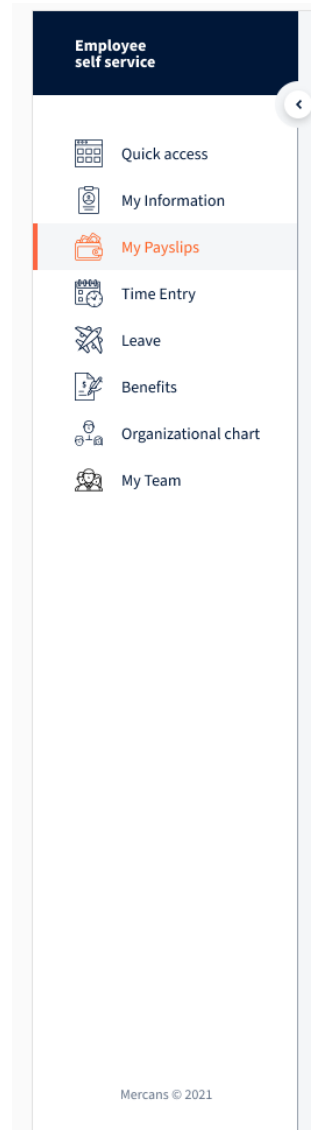 Employee
self service
Quick access
My Information
My Payslips
Time Entry
Leave
Benefits
Organizational chart
My Team
Mercans © 2021